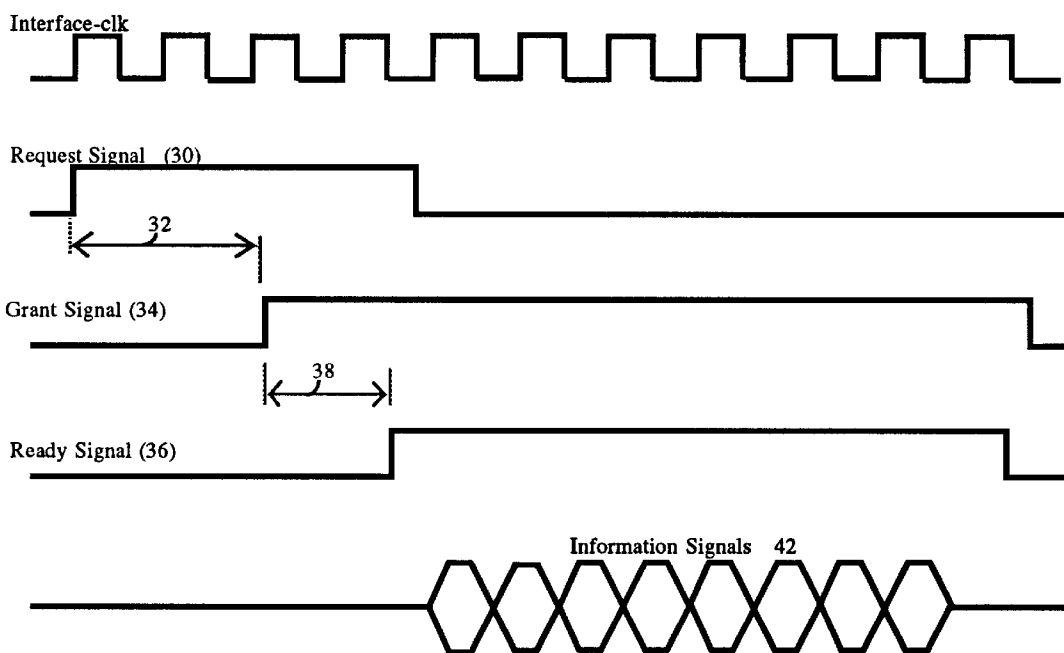 Interface-clk
Request Signal (30)
32
Grant Signal (34)
38
Ready Signal (36)
Information Signals 42